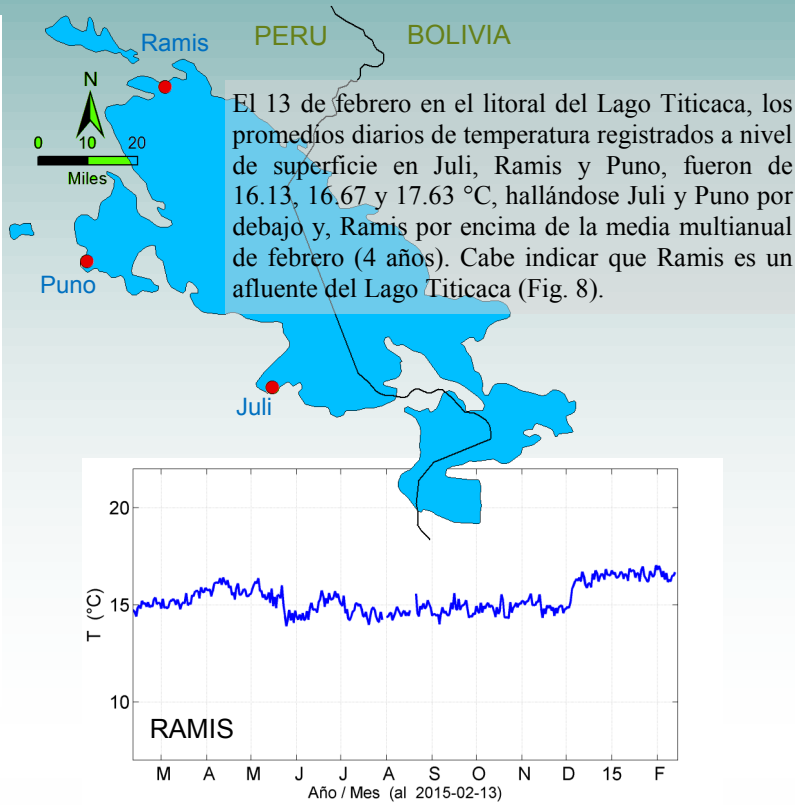 Ramis
PERU
BOLIVIA
N
0 10 20
Miles
El 13 de febrero en el litoral del Lago Titicaca, los
promedios diarios de temperatura registrados a nivel
de superficie en Juli, Ramis y Puno, fueron de
16.13, 16.67 y 17.63 °C, hallándose Juli y Puno por
debajo y, Ramis por encima de la media multianual
de febrero (4 años). Cabe indicar que Ramis es un
afluente del Lago Titicaca (Fig. 8).
Puno
Juli
20
15
10
T (°C)
RAMIS
M A M J J A S O N D 15 F
Año / Mes (al 2015-02-13)